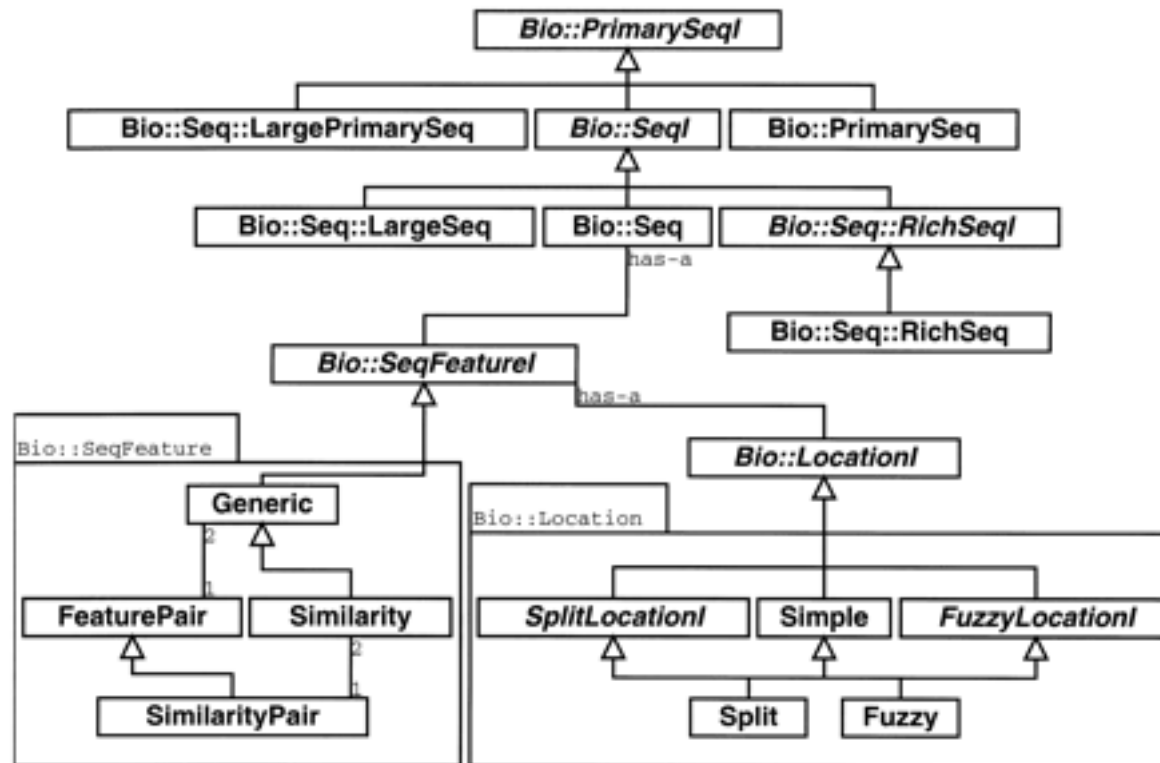 Bio::PrimarySeqI
Bio::Seq::LargePrimarySeq
Bio::SeqI
Bio::PrimarySeq
Bio::Seq::LargeSeq
Bio::Seq
Bio::Seq::RichSeqI
has-a
Bio::Seq::RichSeq
Bio::SeqFeatureI
has-a
Bio::SeqFeature
Bio::LocationI
Generic
Bio::Location
2
1
FeaturePair
Similarity
SplitLocationI
Simple
FuzzyLocationI
2
1
SimilarityPair
Split
Fuzzy